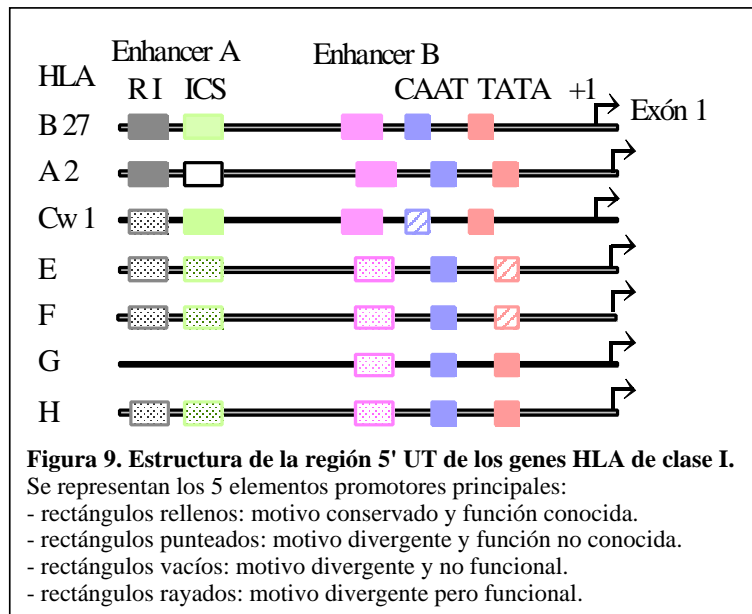 Enhancer A Enhancer B
HLA R I ICS CAAT TATA +1
B 27 Exón 1
A 2
Cw 1
E
F
G
H
Figura 9. Estructura de la región 5' UT de los genes HLA de clase I.
Se representan los 5 elementos promotores principales:
- rectángulos rellenos: motivo conservado y función conocida.
- rectángulos punteados: motivo divergente y función no conocida.
- rectángulos vacíos: motivo divergente y no funcional.
- rectángulos rayados: motivo divergente pero funcional.